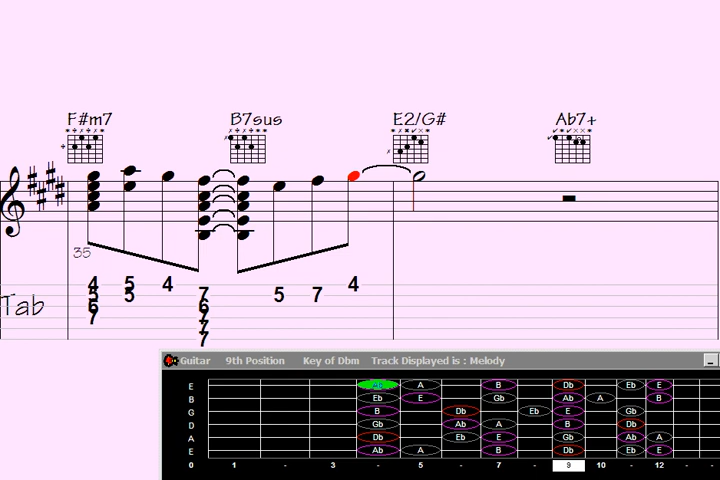 F#m7 B7sus E2/G# Ab7+
35
4 5 4 7 5 7 4
5 5 6
6 7
7 7
7
Tab
Guitar 9th Position Key of Dbm Track Displayed is : Melody
E Ab A B Db Eb E
B Eb E Gb Ab A B
G B Db Eb E Gb
D Gb Ab A B Db
A Db Eb E Gb Ab A
E Ab A B Db Eb E
0 1 - 3 - 5 - 7 - 9 10 - 12 - -